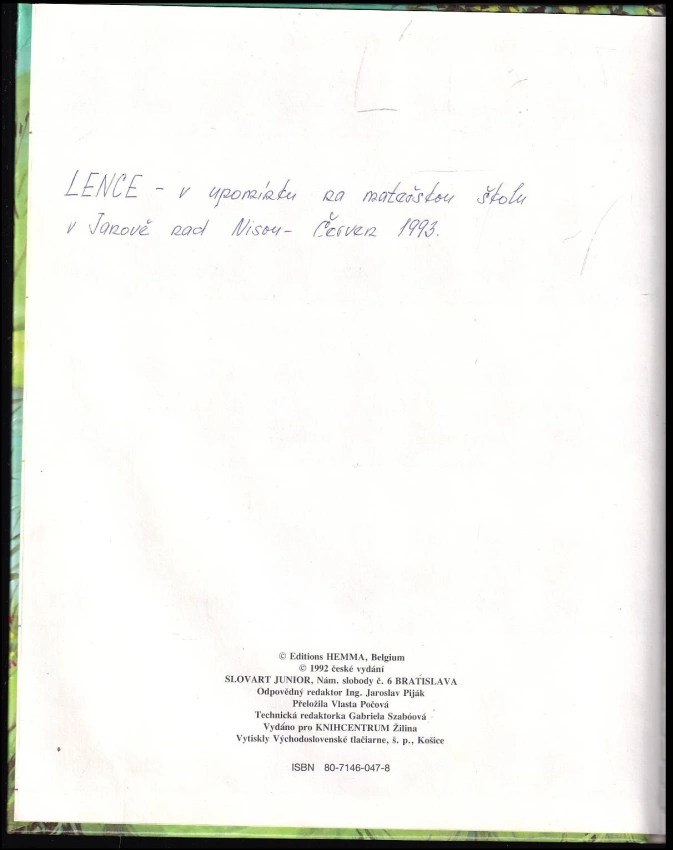 LENCE - v upomínku na mateřskou školu
v Janově nad Nisou - Červen 1993.
© Editions HEMMA, Belgium
© 1992 české vydání
SLOVART JUNIOR, Nám. slobody č. 6 BRATISLAVA
Odpovědný redaktor Ing. Jaroslav Piják
Přeložila Vlasta Počová
Technická redaktorka Gabriela Szabóová
Vydáno pro KNIHCENTRUM Žilina
Vytiskly Východoslovenské tlačiarne, š. p., Košice
ISBN 80-7146-047-8